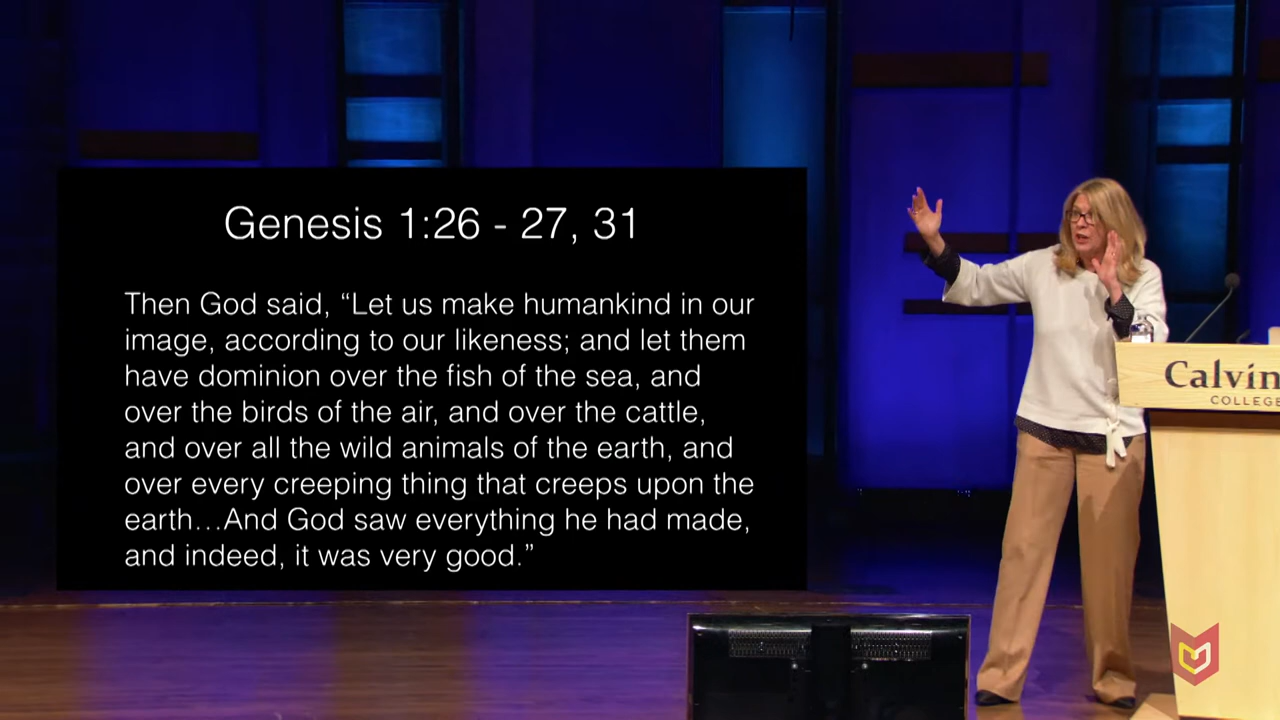 Genesis 1:26 - 27, 31
Then God said, “Let us make humankind in our
image, according to our likeness; and let them
have dominion over the fish of the sea, and
over the birds of the air, and over the cattle,
and over all the wild animals of the earth, and
over every creeping thing that creeps upon the
earth…And God saw everything he had made,
and indeed, it was very good.”
Calvin
COLLEGE